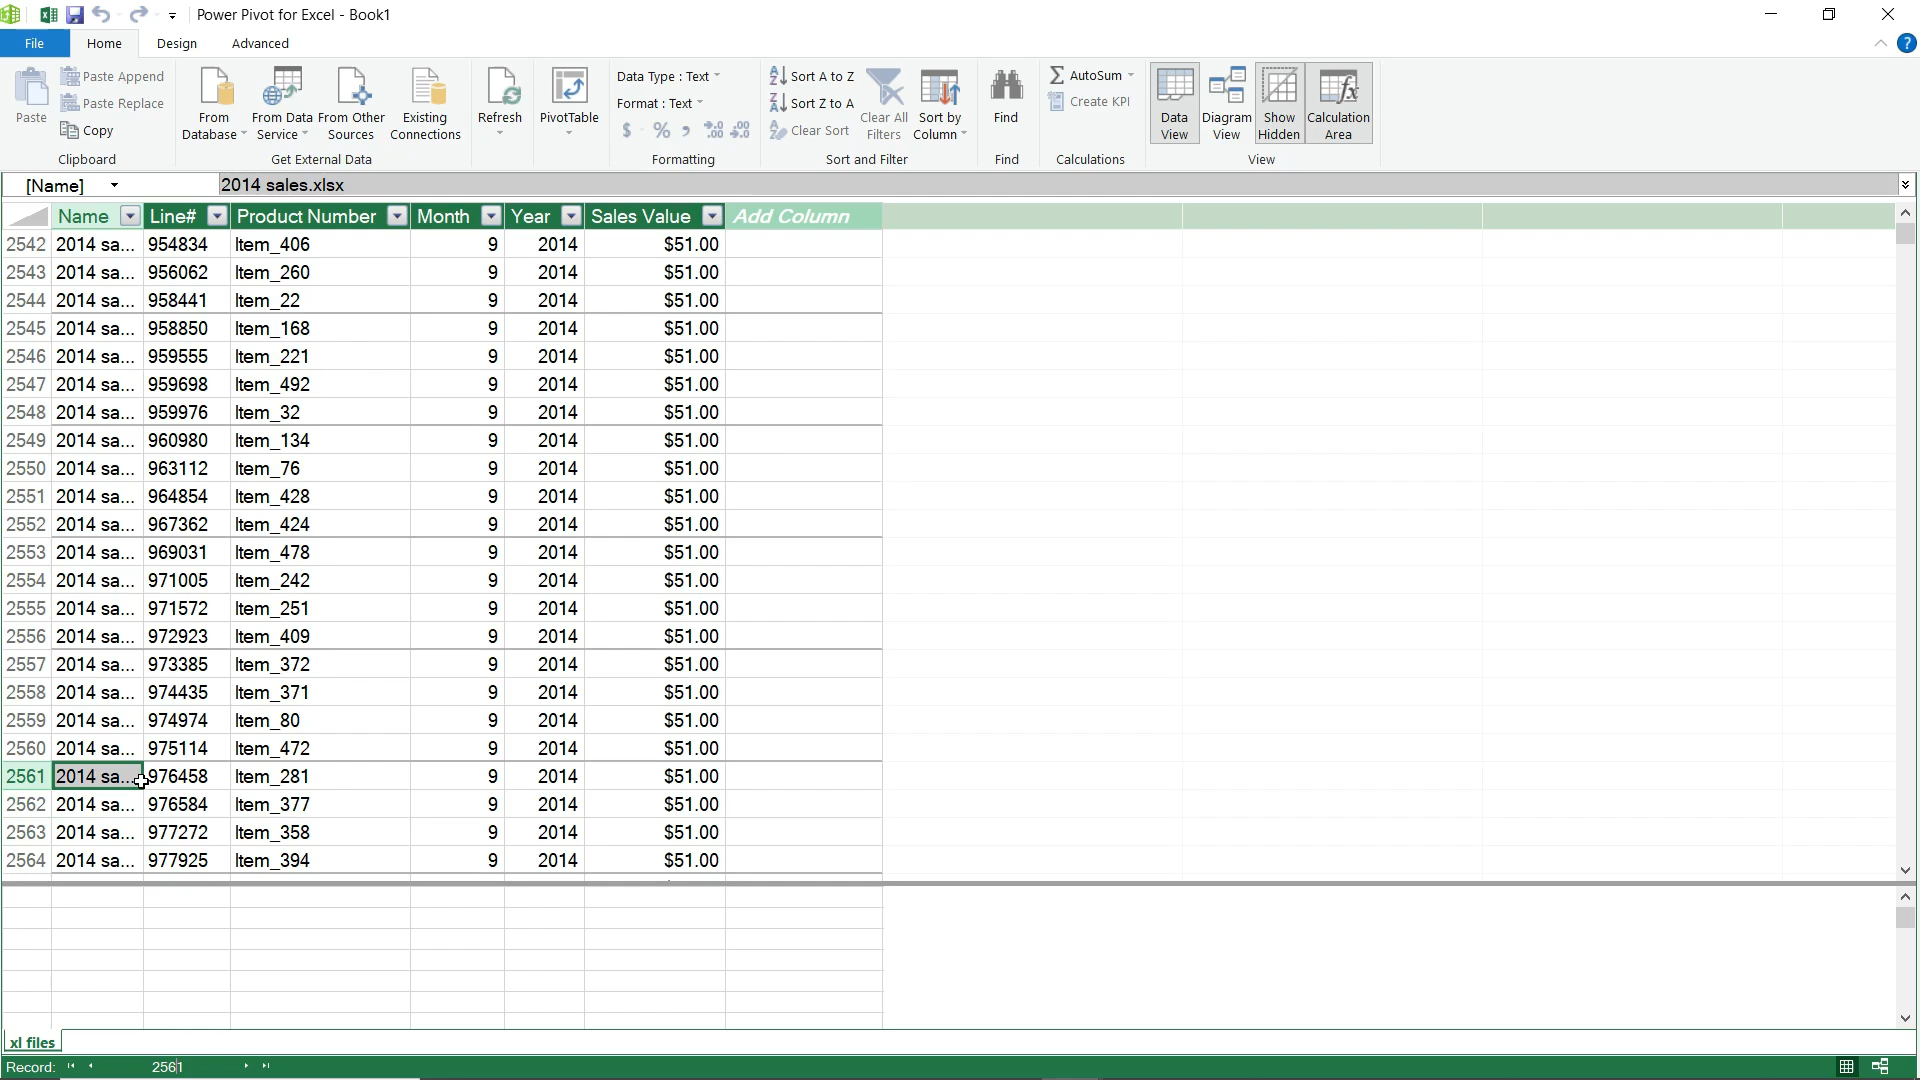 Power Pivot for Excel - Book1
File Home Design Advanced
Paste
Paste Append
Paste Replace
Copy
Clipboard
From Database
From Data Service
From Other Sources
Existing Connections
Get External Data
Refresh
PivotTable
Data Type : Text
Format : Text
$ % ,
Formatting
Sort A to Z
Sort Z to A
Clear Sort
Clear All Filters
Sort by Column
Sort and Filter
Find
Find
AutoSum
Create KPI
Calculations
Data View
Diagram View
Show Hidden
Calculation Area
View
[Name] 2014 sales.xlsx
Name Line# Product Number Month Year Sales Value Add Column
2542 2014 sa... 954834 Item_406 9 2014 $51.00
2543 2014 sa... 956062 Item_260 9 2014 $51.00
2544 2014 sa... 958441 Item_22 9 2014 $51.00
2545 2014 sa... 958850 Item_168 9 2014 $51.00
2546 2014 sa... 959555 Item_221 9 2014 $51.00
2547 2014 sa... 959698 Item_492 9 2014 $51.00
2548 2014 sa... 959976 Item_32 9 2014 $51.00
2549 2014 sa... 960980 Item_134 9 2014 $51.00
2550 2014 sa... 963112 Item_76 9 2014 $51.00
2551 2014 sa... 964854 Item_428 9 2014 $51.00
2552 2014 sa... 967362 Item_424 9 2014 $51.00
2553 2014 sa... 969031 Item_478 9 2014 $51.00
2554 2014 sa... 971005 Item_242 9 2014 $51.00
2555 2014 sa... 971572 Item_251 9 2014 $51.00
2556 2014 sa... 972923 Item_409 9 2014 $51.00
2557 2014 sa... 973385 Item_372 9 2014 $51.00
2558 2014 sa... 974435 Item_371 9 2014 $51.00
2559 2014 sa... 974974 Item_80 9 2014 $51.00
2560 2014 sa... 975114 Item_472 9 2014 $51.00
2561 2014 sa... 976458 Item_281 9 2014 $51.00
2562 2014 sa... 976584 Item_377 9 2014 $51.00
2563 2014 sa... 977272 Item_358 9 2014 $51.00
2564 2014 sa... 977925 Item_394 9 2014 $51.00
xl files
Record: 2561